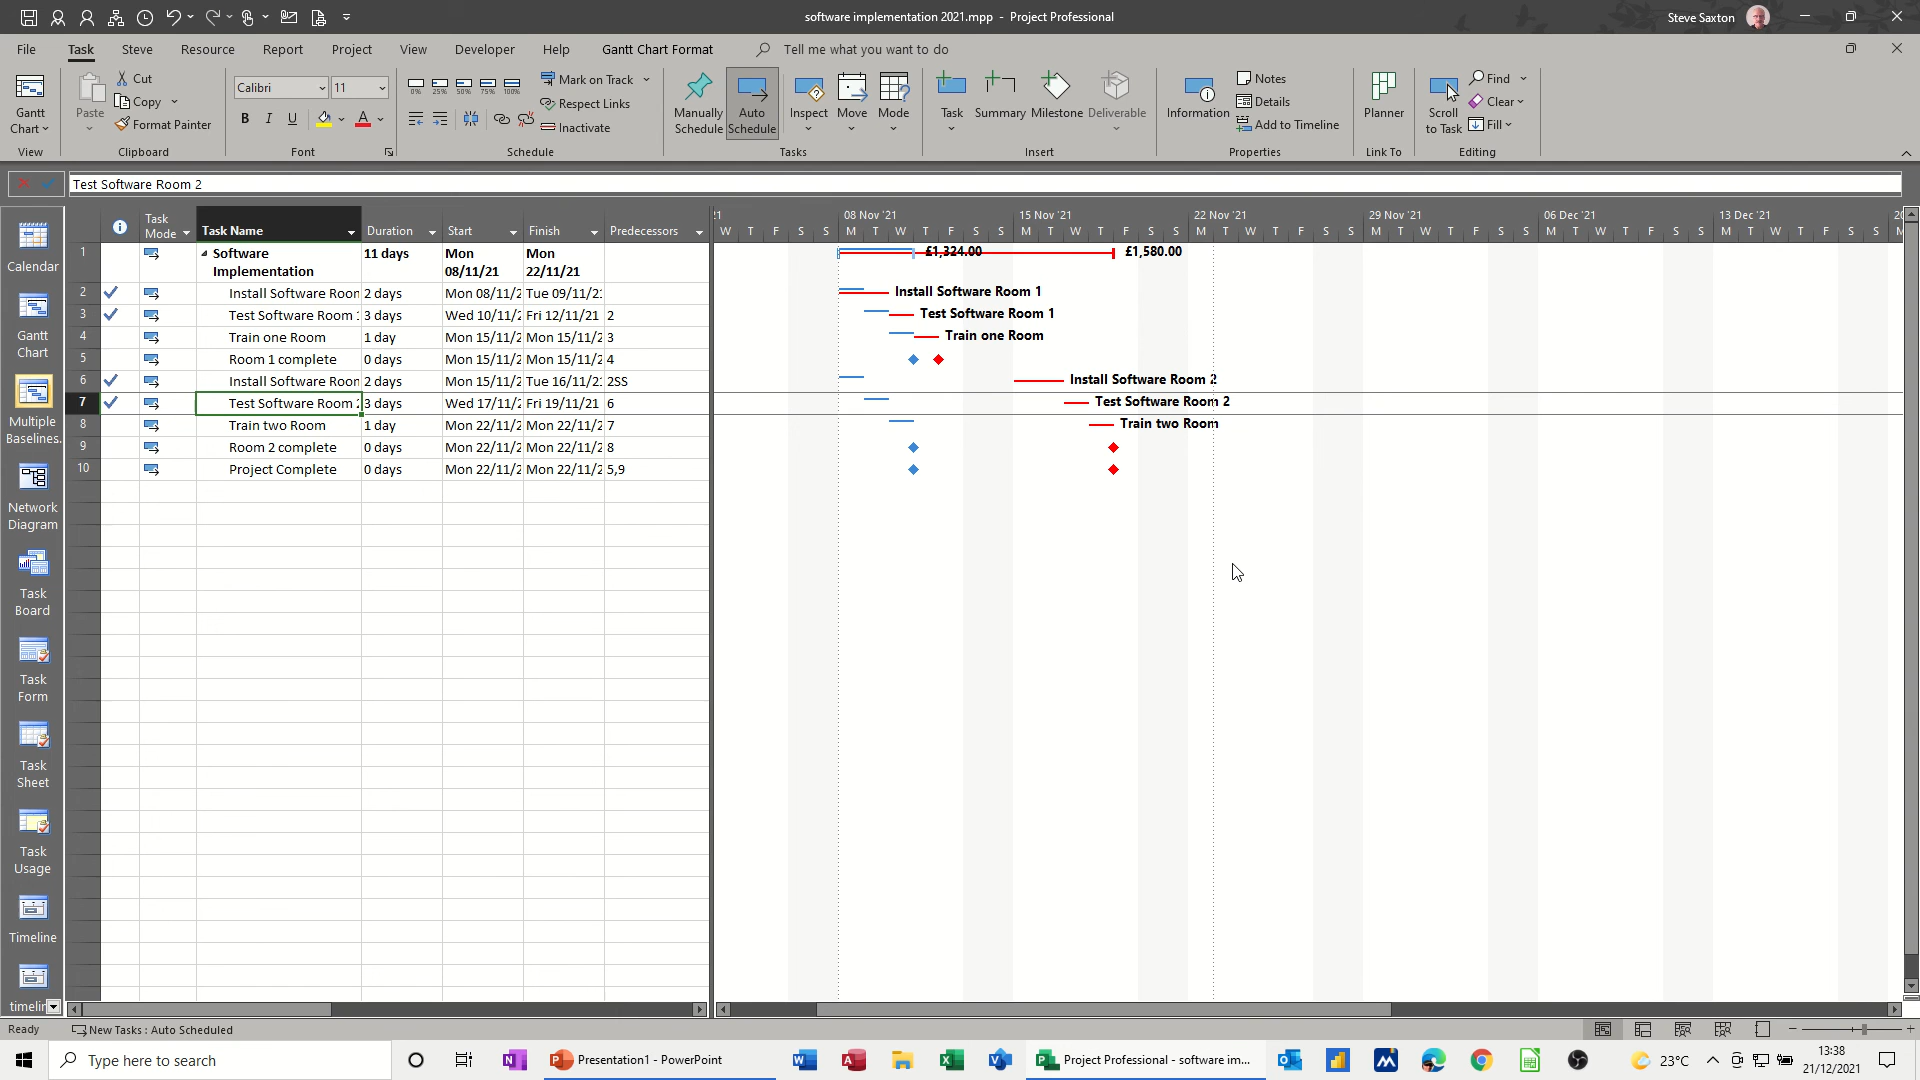 software implementation 2021.mpp - Project Professional
Steve Saxton
File Task Steve Resource Report Project View Developer Help Gantt Chart Format Tell me what you want to do
Gantt Chart
View
Paste
Cut
Copy
Format Painter
Clipboard
Calibri 11
B I U A
Font
0% 25% 50% 75% 100%
Mark on Track
Respect Links
Inactivate
Schedule
Manually Schedule
Auto Schedule
Inspect
Move
Mode
Tasks
Task
Summary
Milestone
Deliverable
Insert
Information
Notes
Details
Add to Timeline
Properties
Planner
Link To
Scroll to Task
Find
Clear
Fill
Editing
Test Software Room 2
Calendar
Gantt Chart
Multiple Baselines.
Network Diagram
Task Board
Task Form
Task Sheet
Task Usage
Timeline
timelin
Task Mode Task Name Duration Start Finish Predecessors
1 Software Implementation 11 days Mon 08/11/21 Mon 22/11/21
2 Install Software Roon 2 days Mon 08/11/2 Tue 09/11/2
3 Test Software Room 3 days Wed 10/11/2 Fri 12/11/21 2
4 Train one Room 1 day Mon 15/11/2 Mon 15/11/2 3
5 Room 1 complete 0 days Mon 15/11/2 Mon 15/11/2 4
6 Install Software Roon 2 days Mon 15/11/2 Tue 16/11/2 2SS
7 Test Software Room 2 3 days Wed 17/11/2 Fri 19/11/21 6
8 Train two Room 1 day Mon 22/11/2 Mon 22/11/2 7
9 Room 2 complete 0 days Mon 22/11/2 Mon 22/11/2 8
10 Project Complete 0 days Mon 22/11/2 Mon 22/11/2 5,9
21 08 Nov '21 15 Nov '21 22 Nov '21 29 Nov '21 06 Dec '21 13 Dec '21 20
W T F S S M T W T F S S M T W T F S S M T W T F S S M T W T F S S M T W T F S S M T W T F S S M
£1,324.00 £1,580.00
Install Software Room 1
Test Software Room 1
Train one Room
Install Software Room 2
Test Software Room 2
Train two Room
Ready New Tasks : Auto Scheduled
Type here to search
Presentation1 - PowerPoint
Project Professional - software im...
23°C
13:38
21/12/2021